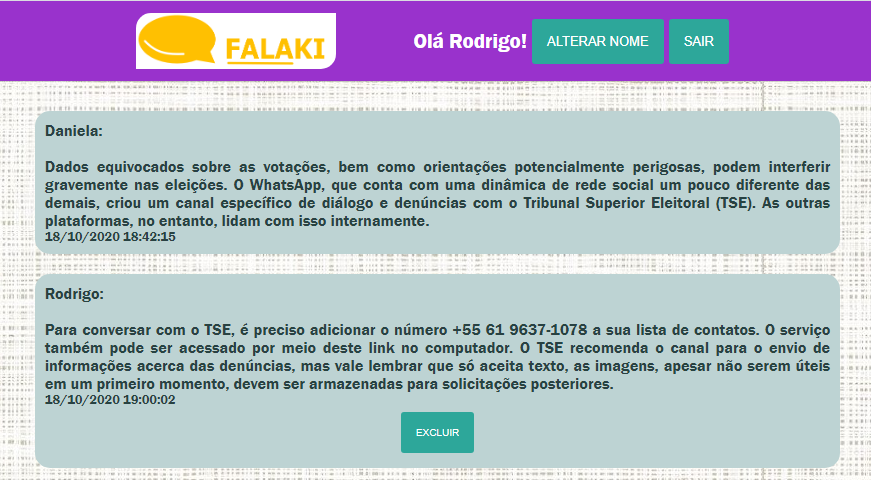 FALAKI
Olá Rodrigo!
ALTERAR NOME
SAIR
Daniela:
Dados equivocados sobre as votações, bem como orientações potencialmente perigosas, podem interferir
gravemente nas eleições. O WhatsApp, que conta com uma dinâmica de rede social um pouco diferente das
demais, criou um canal específico de diálogo e denúncias com o Tribunal Superior Eleitoral (TSE). As outras
plataformas, no entanto, lidam com isso internamente.
18/10/2020 18:42:15
Rodrigo:
Para conversar com o TSE, é preciso adicionar o número +55 61 9637-1078 a sua lista de contatos. O serviço
também pode ser acessado por meio deste link no computador. O TSE recomenda o canal para o envio de
informações acerca das denúncias, mas vale lembrar que só aceita texto, as imagens, apesar não serem úteis
em um primeiro momento, devem ser armazenadas para solicitações posteriores.
18/10/2020 19:00:02
EXCLUIR